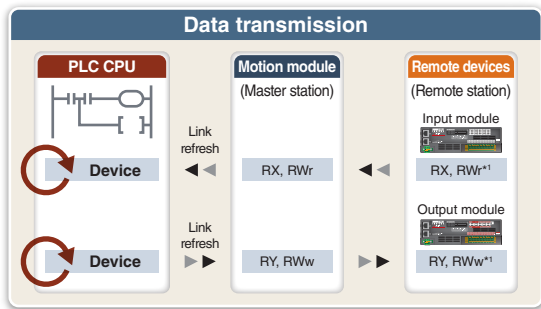 Data transmission
PLC CPU
Motion module
(Master station)
Remote devices
(Remote station)
Input module
Link
refresh
Device
RX, RWr
RX, RWr*1
Output module
Link
refresh
Device
RY, RWw
RY, RWw*1